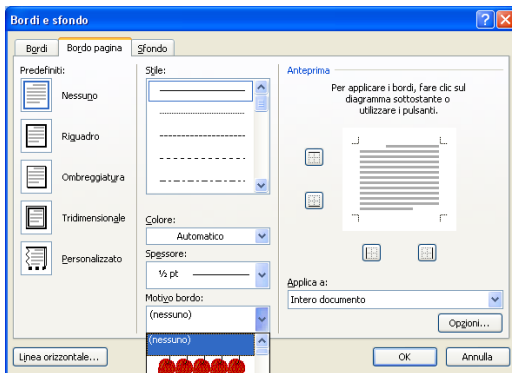 Bordi e sfondo
Bordi
Bordo pagina
Sfondo
Predefiniti:
Nessuno
Riquadro
Ombreggiatura
Tridimensionale
Personalizzato
Stile:
Colore:
Automatico
Spessore:
½ pt
Motivo bordo:
(nessuno)
(nessuno)
Anteprima
Per applicare i bordi, fare clic sul
diagramma sottostante o
utilizzare i pulsanti.
Applica a:
Intero documento
Opzioni...
Linea orizzontale...
OK
Annulla